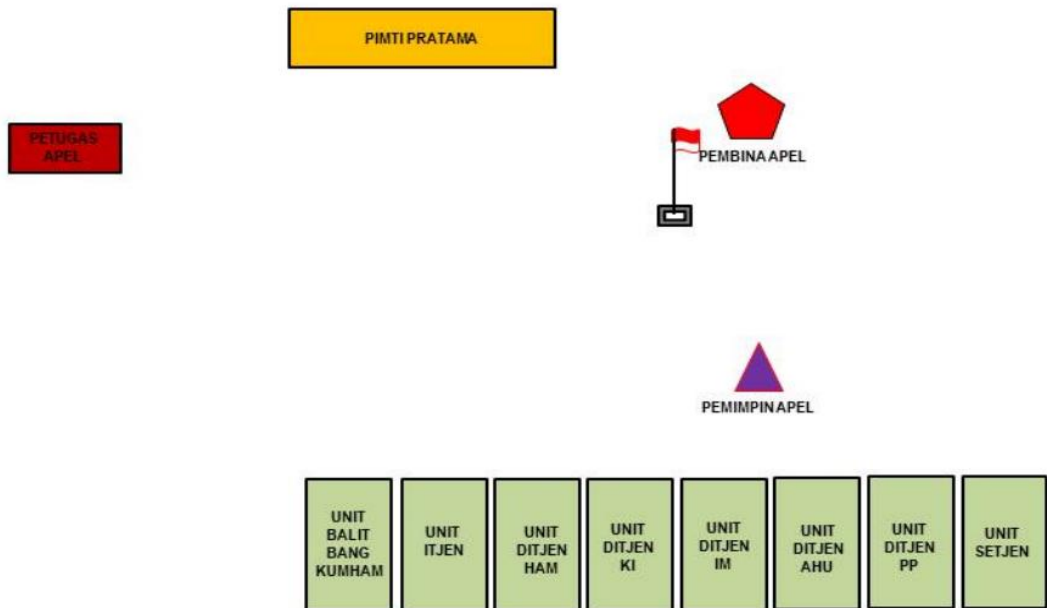 PIMTI PRATAMA
PETUGAS
APEL
PEMBINA APEL
PEMIMPIN APEL
UNIT
BALIT
BANG
KUMHAM
UNIT
ITJEN
UNIT
DITJEN
HAM
UNIT
DITJEN
KI
UNIT
DITJEN
IM
UNIT
DITJEN
AHU
UNIT
DITJEN
PP
UNIT
SETJEN